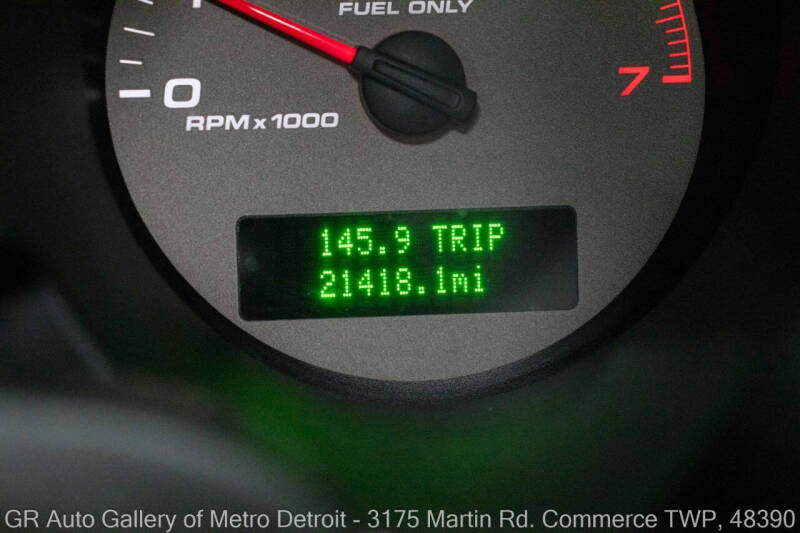 FUEL ONLY
0
7
RPM x 1000
145.9 TRIP
21418.1mi
GR Auto Gallery of Metro Detroit - 3175 Martin Rd. Commerce TWP, 48390